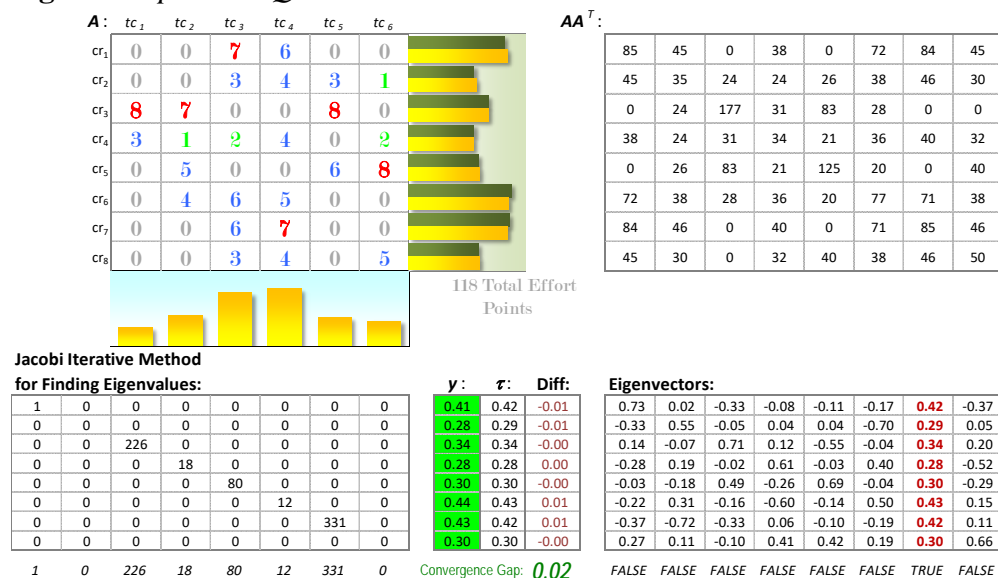 A : tc 1 tc 2 tc 3 tc 4 tc 5 tc 6 AA T :
cr1 0 0 7 6 0 0 85 45 0 38 0 72 84 45
cr2 0 0 3 4 3 1 45 35 24 24 26 38 46 30
cr3 8 7 0 0 8 0 0 24 177 31 83 28 0 0
cr4 3 1 2 4 0 2 38 24 31 34 21 36 40 32
cr5 0 5 0 0 6 8 0 26 83 21 125 20 0 40
cr6 0 4 6 5 0 0 72 38 28 36 20 77 71 38
cr7 0 0 6 7 0 0 84 46 0 40 0 71 85 46
cr8 0 0 3 4 0 5 45 30 0 32 40 38 46 50
118 Total Effort
Points
Jacobi Iterative Method
for Finding Eigenvalues: y : τ : Diff: Eigenvectors:
1 0 0 0 0 0 0 0 0.41 0.42 -0.01 0.73 0.02 -0.33 -0.08 -0.11 -0.17 0.42 -0.37
0 0 0 0 0 0 0 0 0.28 0.29 -0.01 -0.33 0.55 -0.05 0.04 0.04 -0.70 0.29 0.05
0 0 226 0 0 0 0 0 0.34 0.34 -0.00 0.14 -0.07 0.71 0.12 -0.55 -0.04 0.34 0.20
0 0 0 18 0 0 0 0 0.28 0.28 0.00 -0.28 0.19 -0.02 0.61 -0.03 0.40 0.28 -0.52
0 0 0 0 80 0 0 0 0.30 0.30 -0.00 -0.03 -0.18 0.49 -0.26 0.69 -0.04 0.30 -0.29
0 0 0 0 0 12 0 0 0.44 0.43 0.01 -0.22 0.31 -0.16 -0.60 -0.14 0.50 0.43 0.15
0 0 0 0 0 0 331 0 0.43 0.42 0.01 -0.37 -0.72 -0.33 0.06 -0.10 -0.19 0.42 0.11
0 0 0 0 0 0 0 0 0.30 0.30 -0.00 0.27 0.11 -0.10 0.41 0.42 0.19 0.30 0.66
1 0 226 18 80 12 331 0 Convergence Gap: 0.02 FALSE FALSE FALSE FALSE FALSE FALSE TRUE FALSE